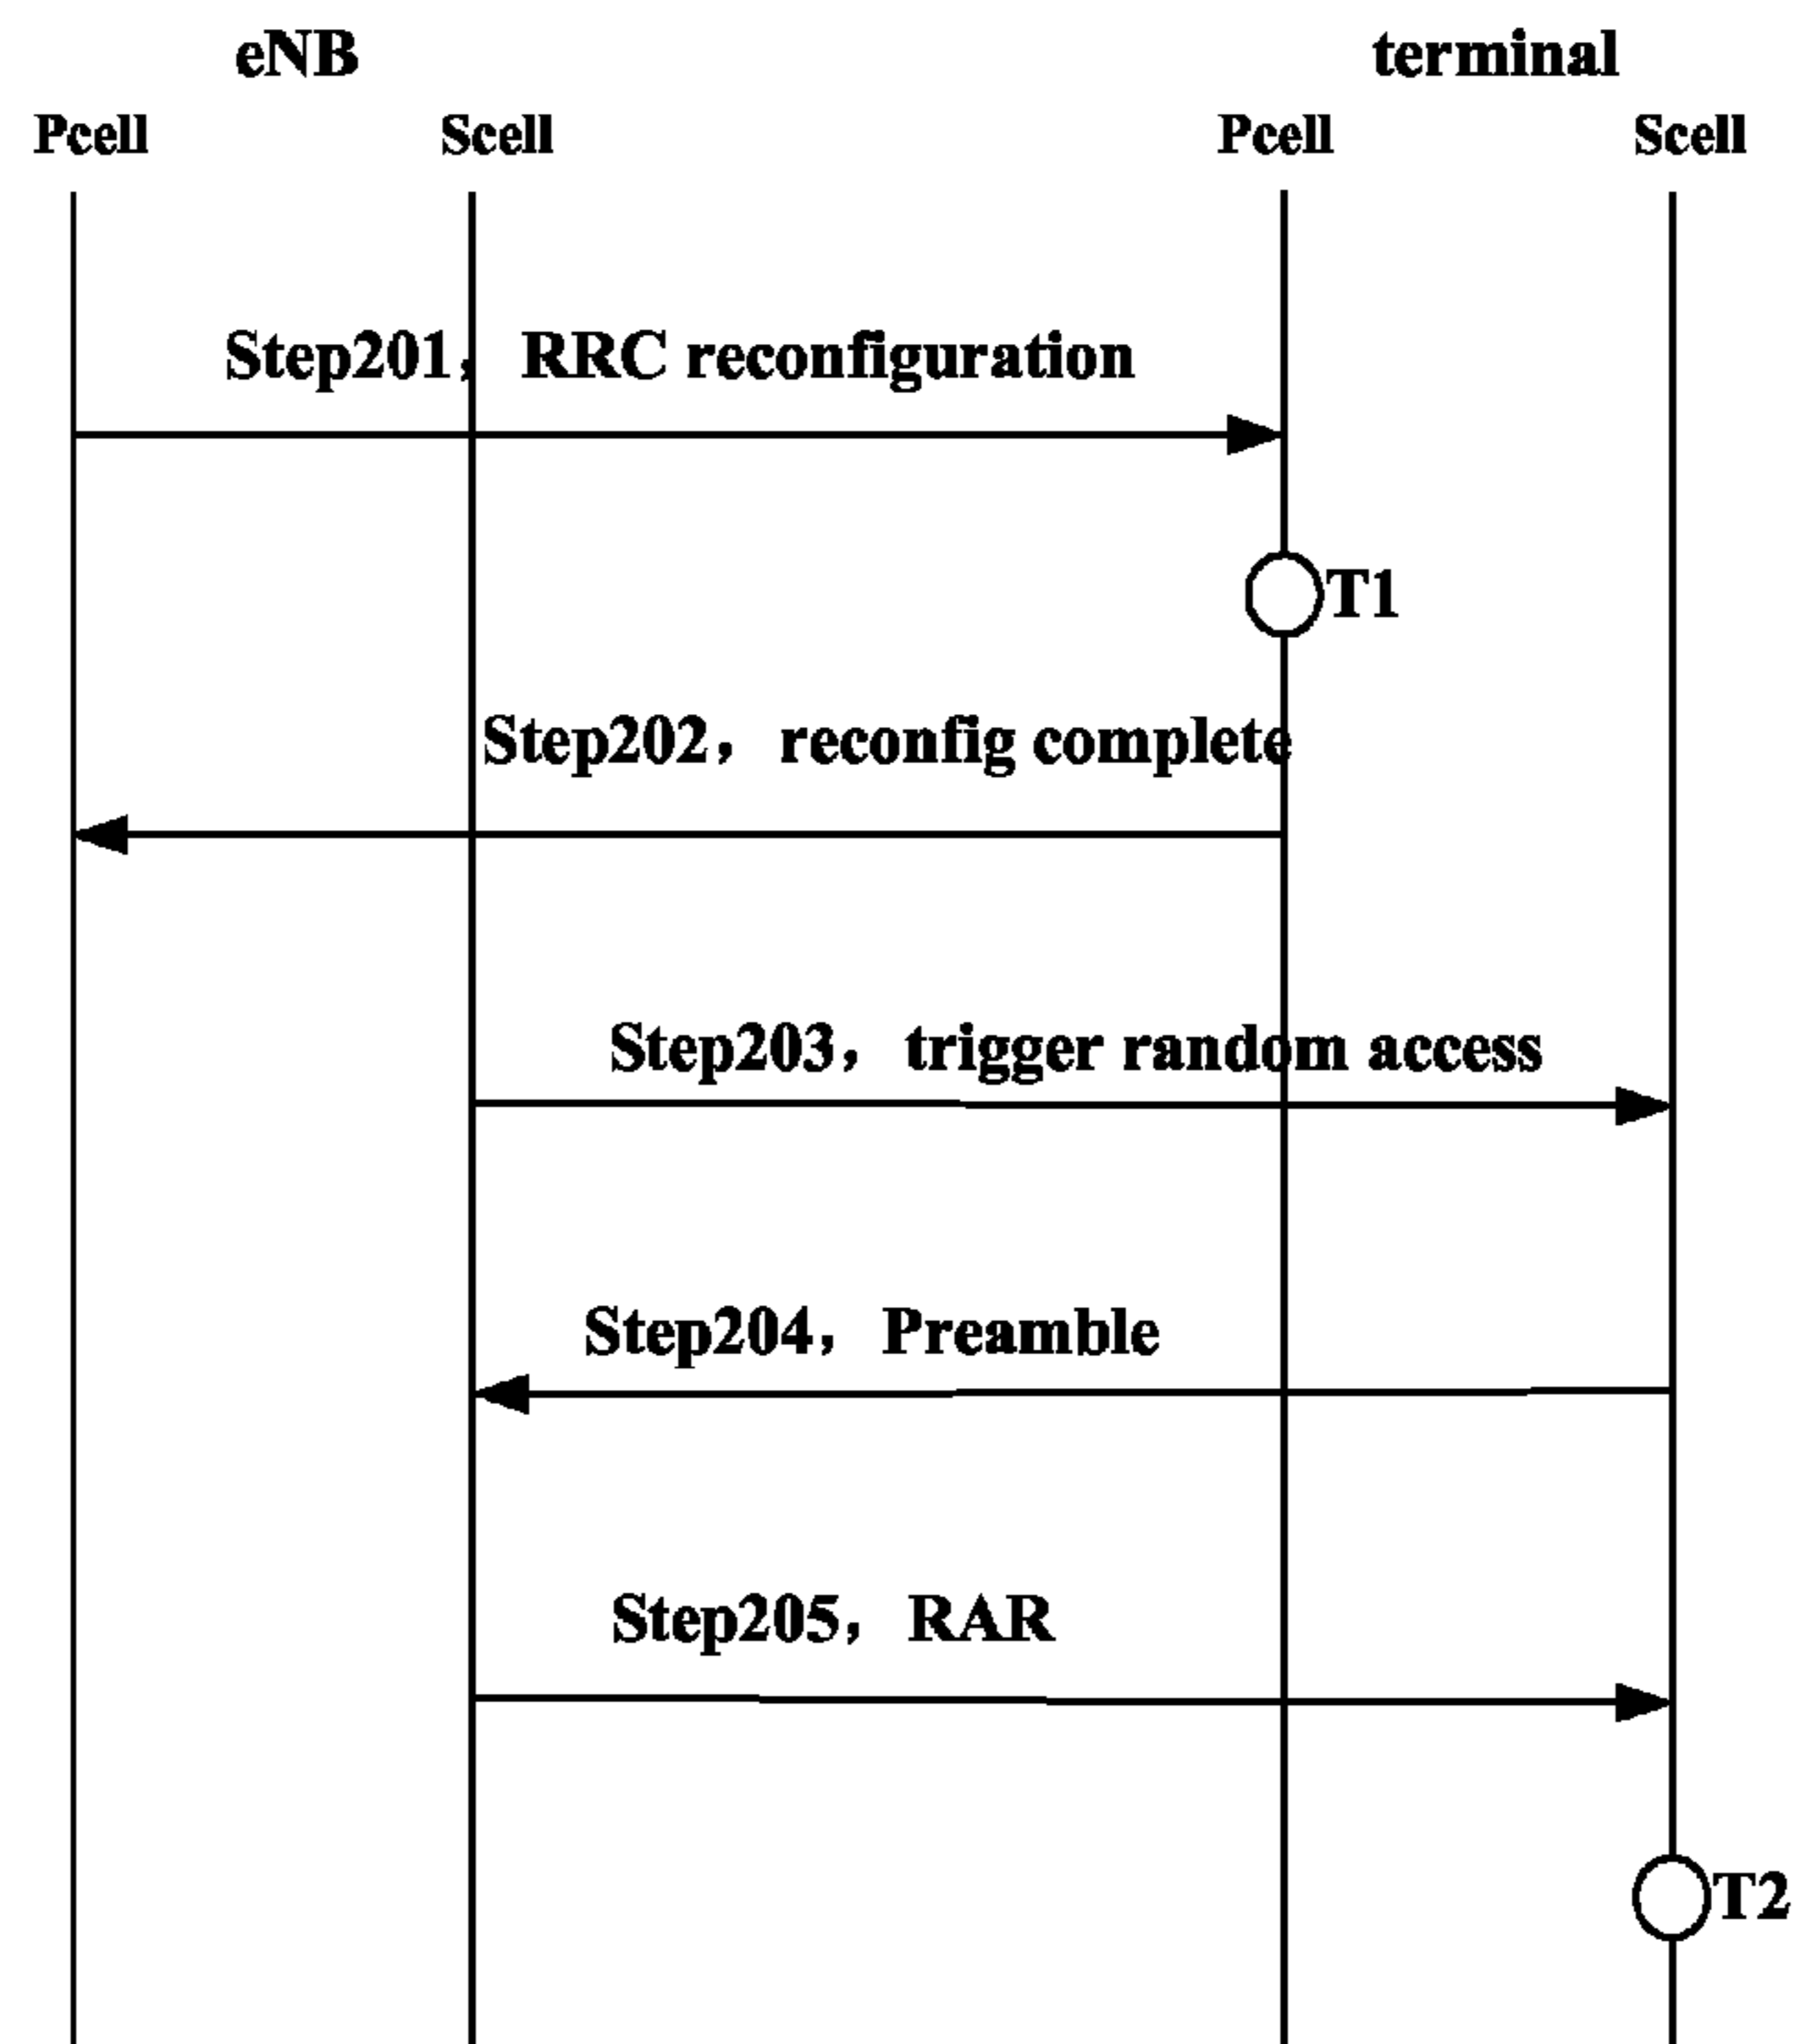 eNB terminal
Pcell Scell Pcell Scell
Step201， RRC reconfiguration
T1
Step202， reconfig complete
Step203， trigger random access
Step204， Preamble
Step205， RAR
T2